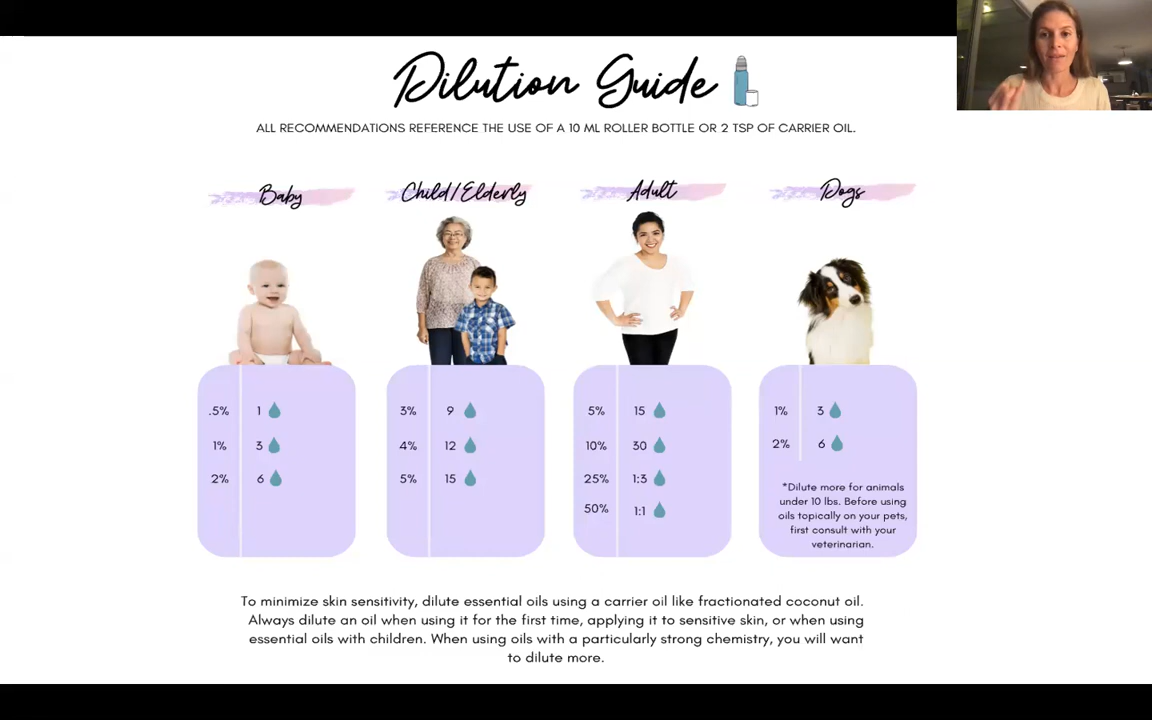 Dilution Guide
ALL RECOMMENDATIONS REFERENCE THE USE OF A 10 ML ROLLER BOTTLE OR 2 TSP OF CARRIER OIL.
Baby
.5% 1
1% 3
2% 6
Child/Elderly
3% 9
4% 12
5% 15
Adult
5% 15
10% 30
25% 1:3
50% 1:1
Dogs
1% 3
2% 6
*Dilute more for animals
under 10 lbs. Before using
oils topically on your pets,
first consult with your
veterinarian.
To minimize skin sensitivity, dilute essential oils using a carrier oil like fractionated coconut oil.
Always dilute an oil when using it for the first time, applying it to sensitive skin, or when using
essential oils with children. When using oils with a particularly strong chemistry, you will want
to dilute more.